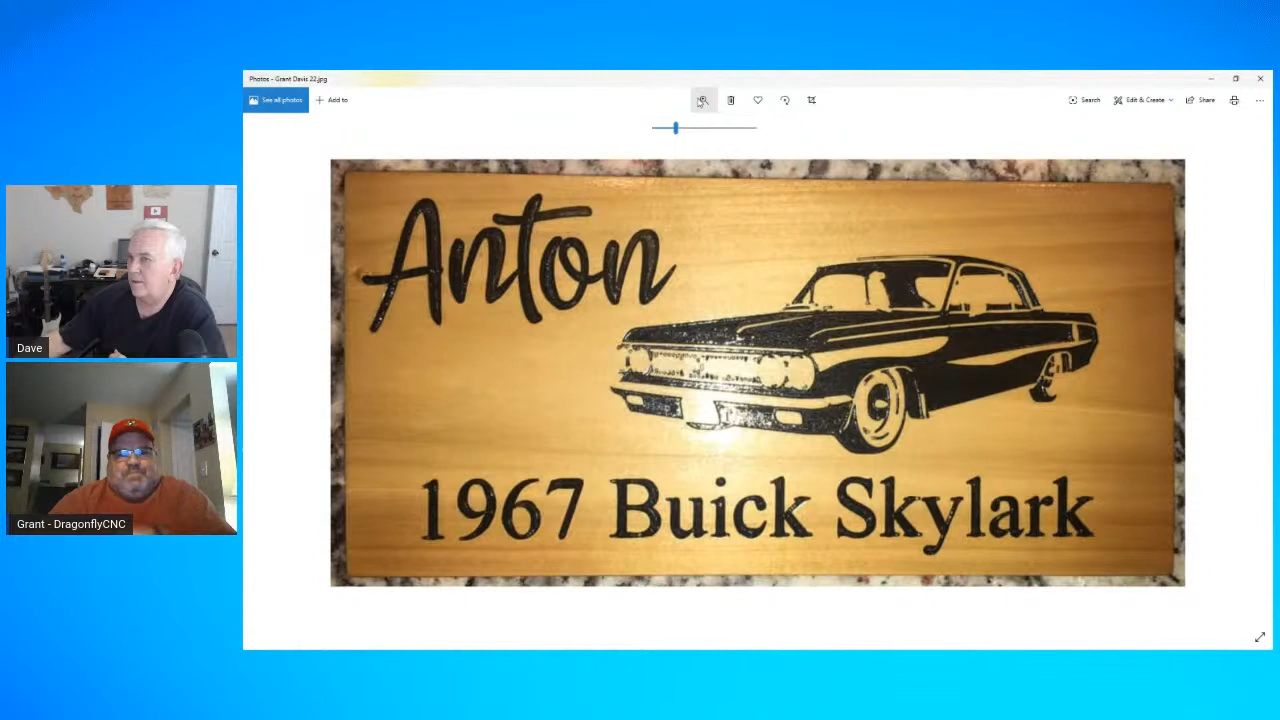 Photos - Grant Davis 22.jpg
See all photos
Add to
Search
Edit & Create
Share
Anton
1967 Buick Skylark
Dave
Grant - DragonflyCNC